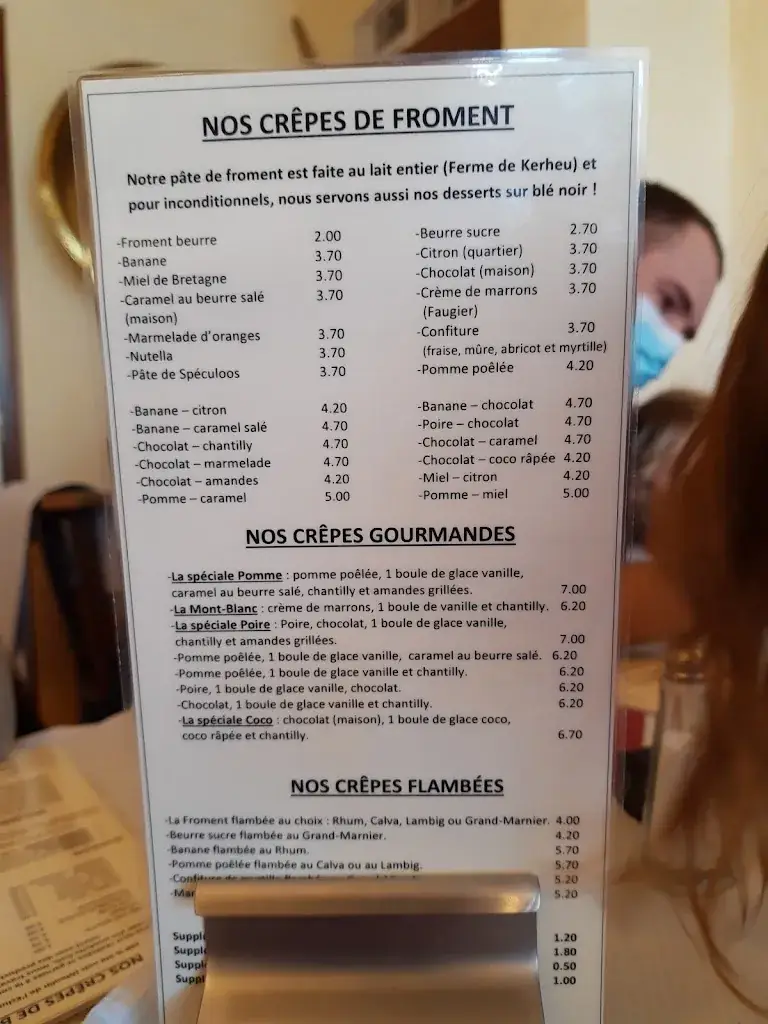 NOS CRÊPES DE FROMENT
Notre pâte de froment est faite au lait entier (Ferme de Kerheu) et
pour inconditionnels, nous servons aussi nos desserts sur blé noir !
-Froment beurre 2.00
-Banane 3.70
-Miel de Bretagne 3.70
-Caramel au beurre salé 3.70
(maison)
-Marmelade d'oranges 3.70
-Nutella 3.70
-Pâte de Spéculoos 3.70
-Beurre sucre 2.70
-Citron (quartier) 3.70
-Chocolat (maison) 3.70
-Crème de marrons 3.70
(Faugier)
-Confiture 3.70
(fraise, mûre, abricot et myrtille)
-Pomme poêlée 4.20
-Banane – citron 4.20
-Banane – caramel salé 4.70
-Chocolat – chantilly 4.70
-Chocolat – marmelade 4.70
-Chocolat – amandes 4.20
-Pomme – caramel 5.00
-Banane – chocolat 4.70
-Poire – chocolat 4.70
-Chocolat – caramel 4.70
-Chocolat – coco râpée 4.20
-Miel – citron 4.20
-Pomme – miel 5.00
NOS CRÊPES GOURMANDES
-La spéciale Pomme : pomme poêlée, 1 boule de glace vanille,
caramel au beurre salé, chantilly et amandes grillées. 7.00
-La Mont-Blanc : crème de marrons, 1 boule de vanille et chantilly. 6.20
-La spéciale Poire : Poire, chocolat, 1 boule de glace vanille,
chantilly et amandes grillées. 7.00
-Pomme poêlée, 1 boule de glace vanille, caramel au beurre salé. 6.20
-Pomme poêlée, 1 boule de glace vanille et chantilly. 6.20
-Poire, 1 boule de glace vanille, chocolat. 6.20
-Chocolat, 1 boule de glace vanille et chantilly. 6.20
-La spéciale Coco : chocolat (maison), 1 boule de glace coco,
coco râpée et chantilly. 6.70
NOS CRÊPES FLAMBÉES
-La Froment flambée au choix : Rhum, Calva, Lambig ou Grand-Marnier. 4.00
-Beurre sucre flambée au Grand-Marnier. 4.20
-Banane flambée au Rhum. 5.70
-Pomme poêlée flambée au Calva ou au Lambig. 5.70
5.20
-Mar 5.20
Suppl 1.20
Suppl 1.80
Suppl 0.50
Suppl 1.00
NOS CRÊPES DE B